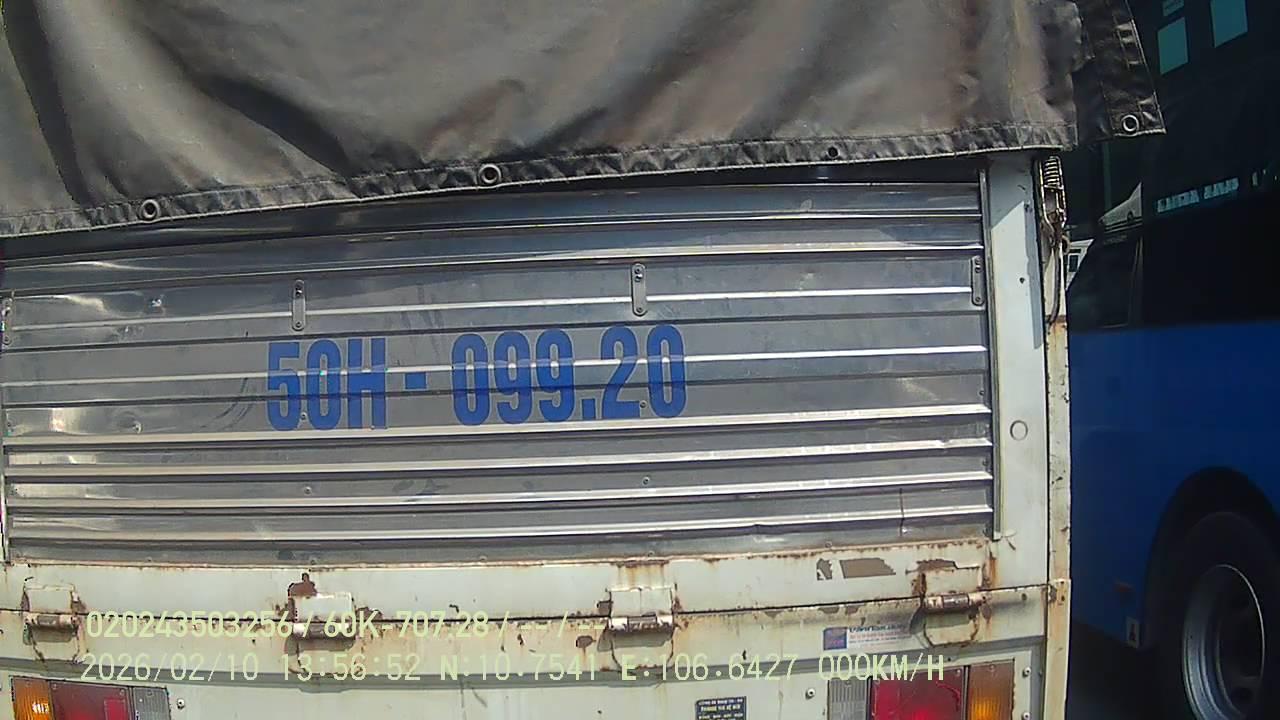 50H - 099.20
020243503256 / 60K-707.28 / -- / --
2026/02/10 13:56:52 N:10.7541 E:106.6427 000KM/H